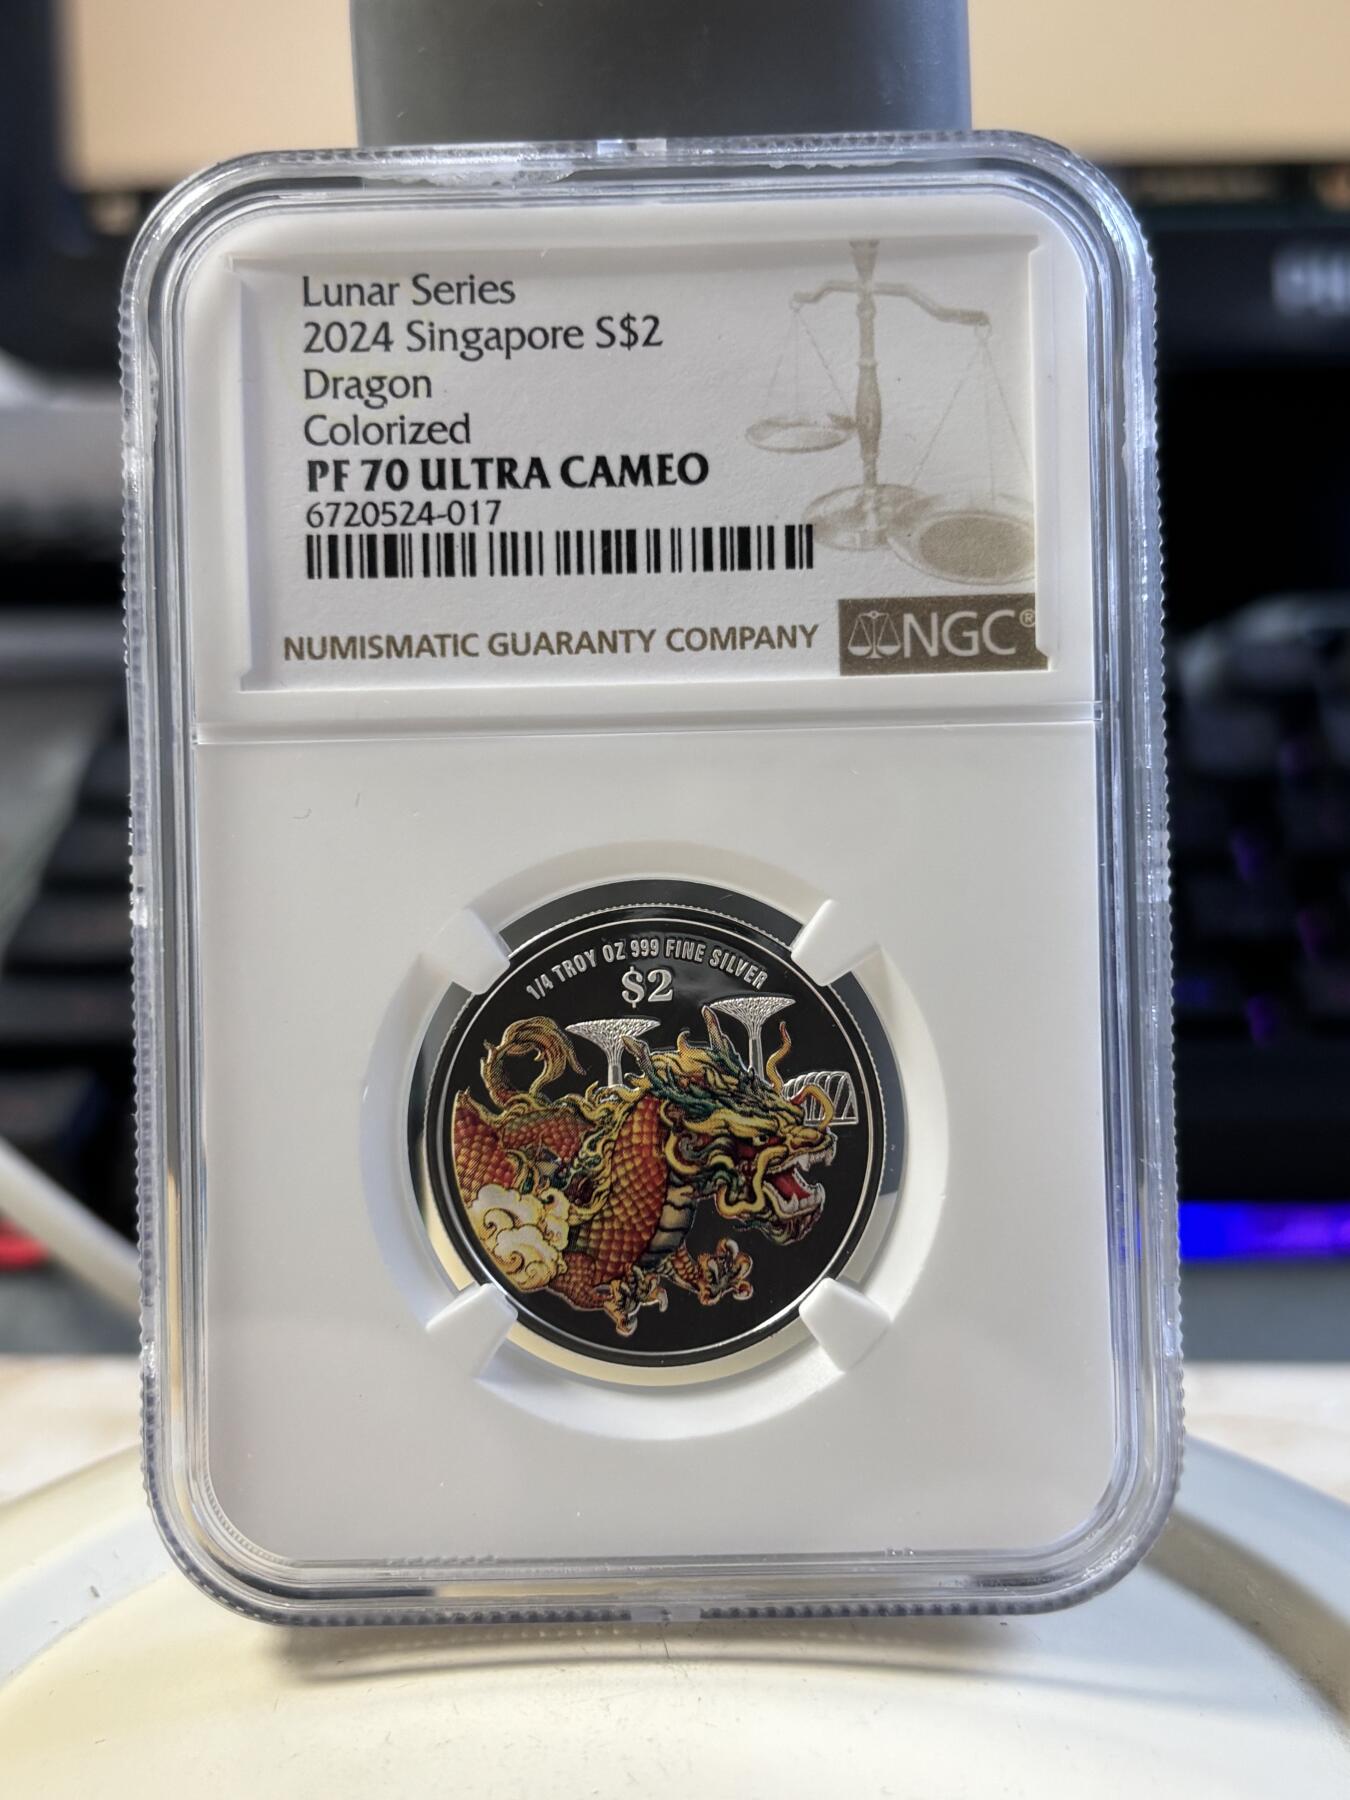 Lunar Series
2024 Singapore S$2
Dragon
Colorized
PF 70 ULTRA CAMEO
6720524-017
NUMISMATIC GUARANTY COMPANY
NGC®
1/4 TROY OZ 999 FINE SILVER
$2